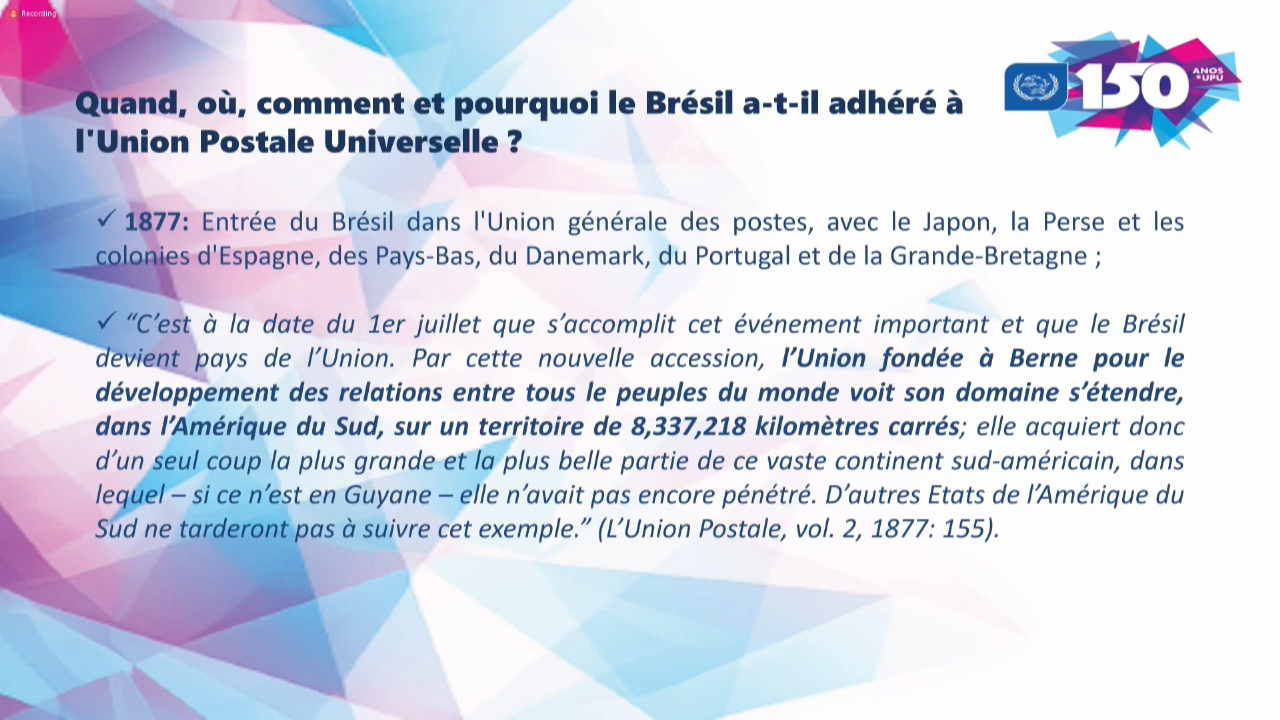 Recording
150 ANOS
UPU
Quand, où, comment et pourquoi le Brésil a-t-il adhéré à
l'Union Postale Universelle ?
✓ 1877: Entrée du Brésil dans l'Union générale des postes, avec le Japon, la Perse et les
colonies d'Espagne, des Pays-Bas, du Danemark, du Portugal et de la Grande-Bretagne ;
✓ “C’est à la date du 1er juillet que s’accomplit cet événement important et que le Brésil
devient pays de l’Union. Par cette nouvelle accession, l’Union fondée à Berne pour le
développement des relations entre tous le peuples du monde voit son domaine s’étendre,
dans l’Amérique du Sud, sur un territoire de 8,337,218 kilomètres carrés; elle acquiert donc
d’un seul coup la plus grande et la plus belle partie de ce vaste continent sud-américain, dans
lequel – si ce n’est en Guyane – elle n’avait pas encore pénétré. D’autres Etats de l’Amérique du
Sud ne tarderont pas à suivre cet exemple.” (L’Union Postale, vol. 2, 1877: 155).